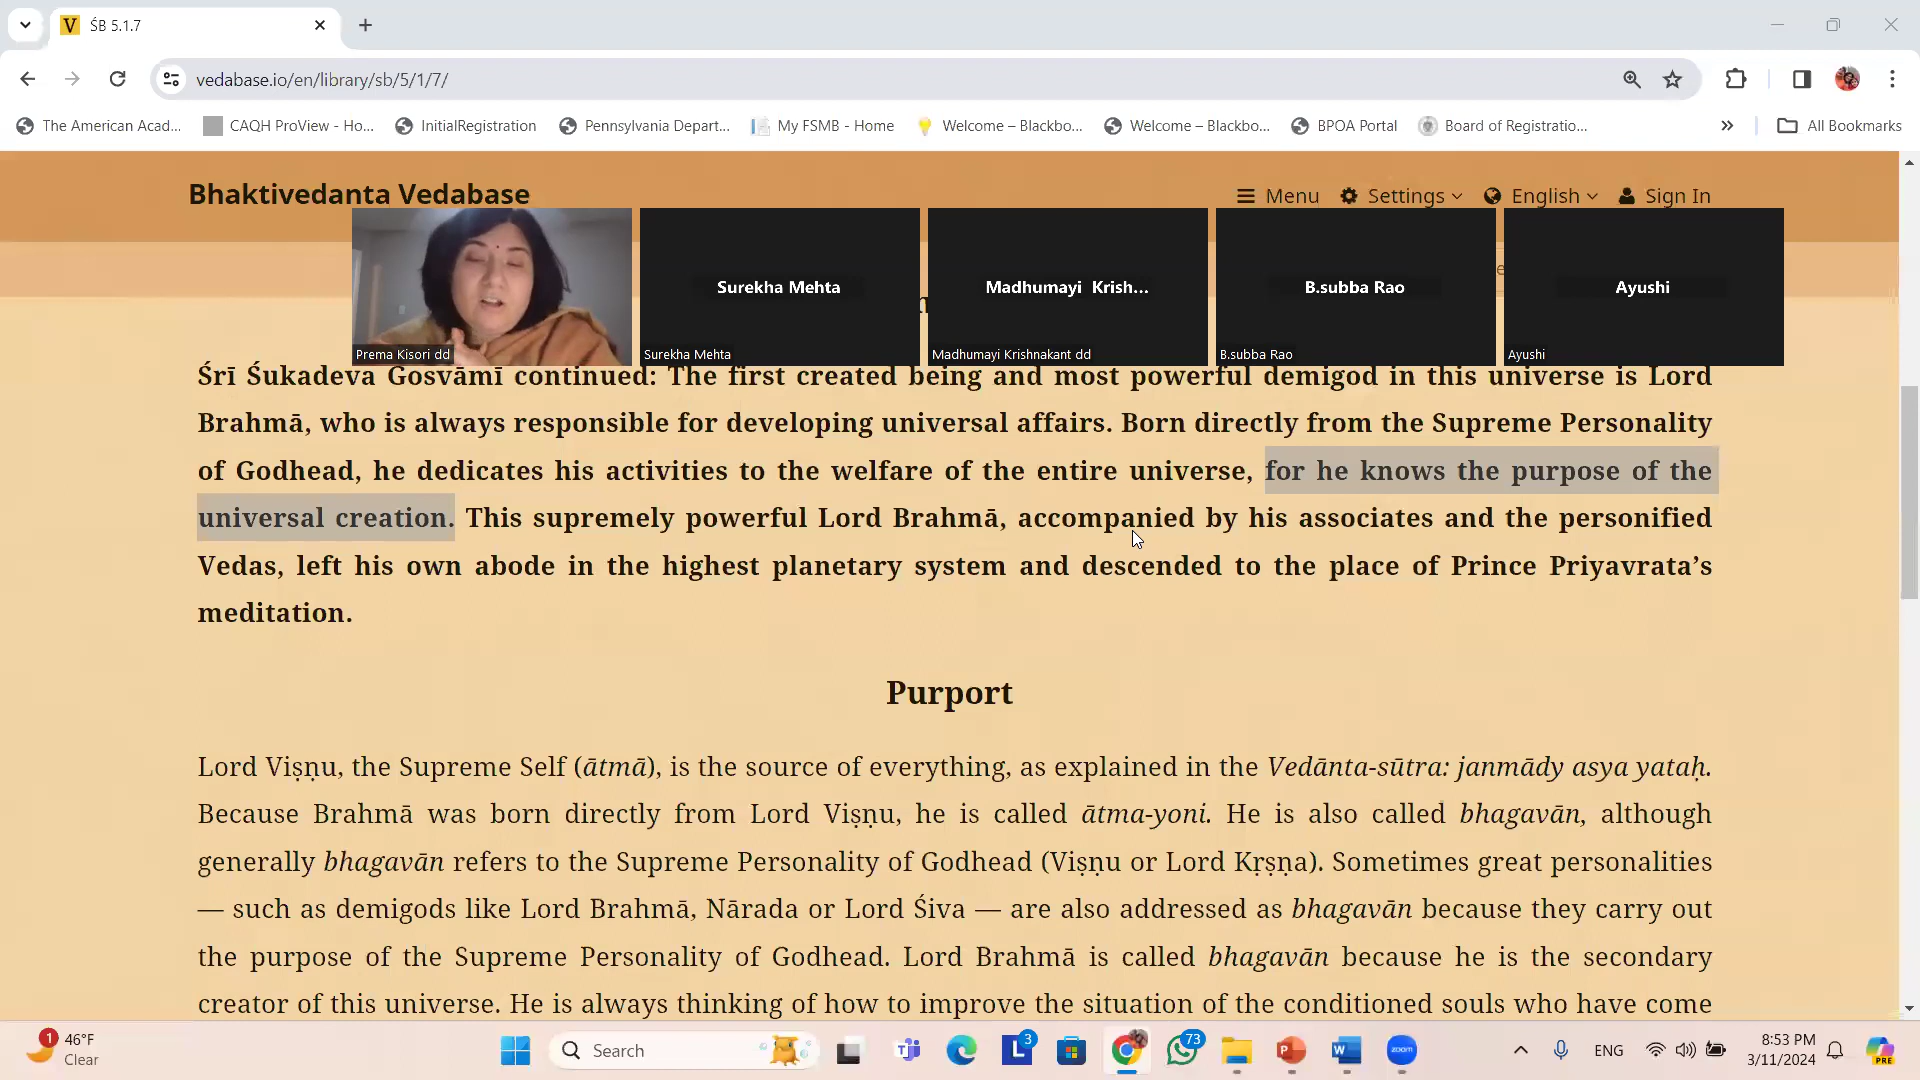 ŚB 5.1.7
vedabase.io/en/library/sb/5/1/7/
The American Acad...
CAQH ProView - Ho...
InitialRegistration
Pennsylvania Depart...
My FSMB - Home
Welcome – Blackbo...
Welcome – Blackbo...
BPOA Portal
Board of Registratio...
All Bookmarks
Bhaktivedanta Vedabase
Menu
Settings
English
Sign In
Surekha Mehta
Madhumayi Krish...
B.subba Rao
Ayushi
Prema Kisori dd
Surekha Mehta
Madhumayi Krishnakant dd
B.subba Rao
Ayushi
Śrī Śukadeva Gosvāmī continued: The first created being and most powerful demigod in this universe is Lord
Brahmā, who is always responsible for developing universal affairs. Born directly from the Supreme Personality
of Godhead, he dedicates his activities to the welfare of the entire universe, for he knows the purpose of the
universal creation. This supremely powerful Lord Brahmā, accompanied by his associates and the personified
Vedas, left his own abode in the highest planetary system and descended to the place of Prince Priyavrata’s
meditation.
Purport
Lord Viṣṇu, the Supreme Self (ātmā), is the source of everything, as explained in the Vedānta-sūtra: janmādy asya yataḥ.
Because Brahmā was born directly from Lord Viṣṇu, he is called ātma-yoni. He is also called bhagavān, although
generally bhagavān refers to the Supreme Personality of Godhead (Viṣṇu or Lord Kṛṣṇa). Sometimes great personalities
— such as demigods like Lord Brahmā, Nārada or Lord Śiva — are also addressed as bhagavān because they carry out
the purpose of the Supreme Personality of Godhead. Lord Brahmā is called bhagavān because he is the secondary
creator of this universe. He is always thinking of how to improve the situation of the conditioned souls who have come
1
46°F
Clear
Search
3
73
zoom
ENG
8:53 PM
3/11/2024
PRE